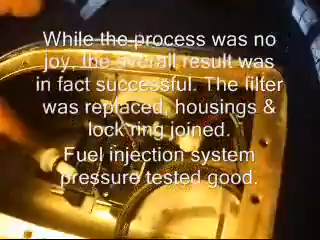 While the process was no
joy, the overall result was
in fact successful. The filter
was replaced, housings &
lock ring joined.
Fuel injection system
pressure tested good.